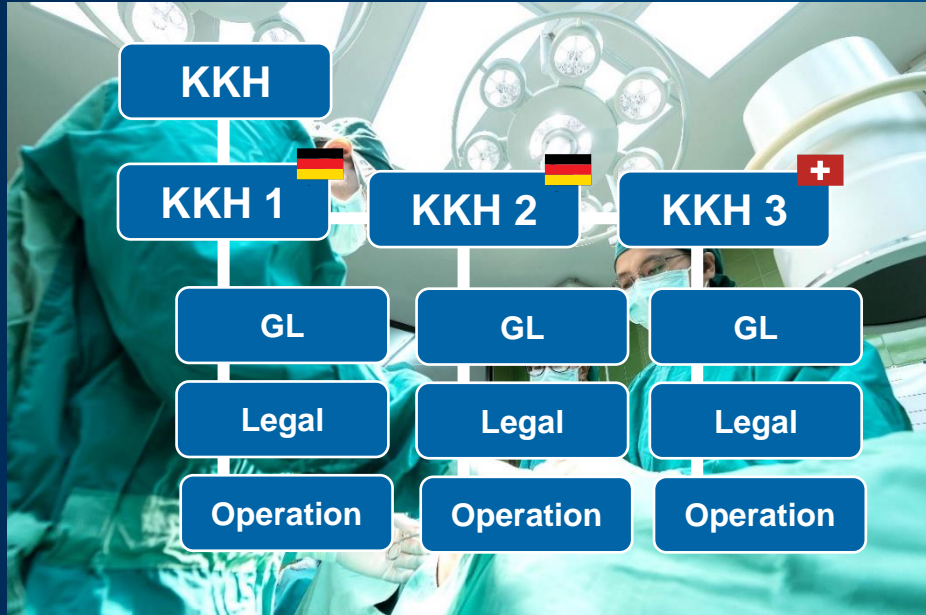 KKH
KKH 1
KKH 2
KKH 3
GL
GL
GL
Legal
Legal
Legal
Operation
Operation
Operation